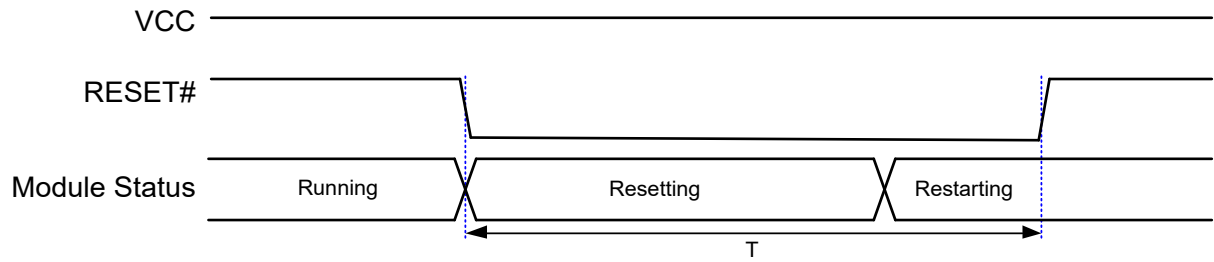 VCC
RESET#
Module Status
Running
Resetting
Restarting
T